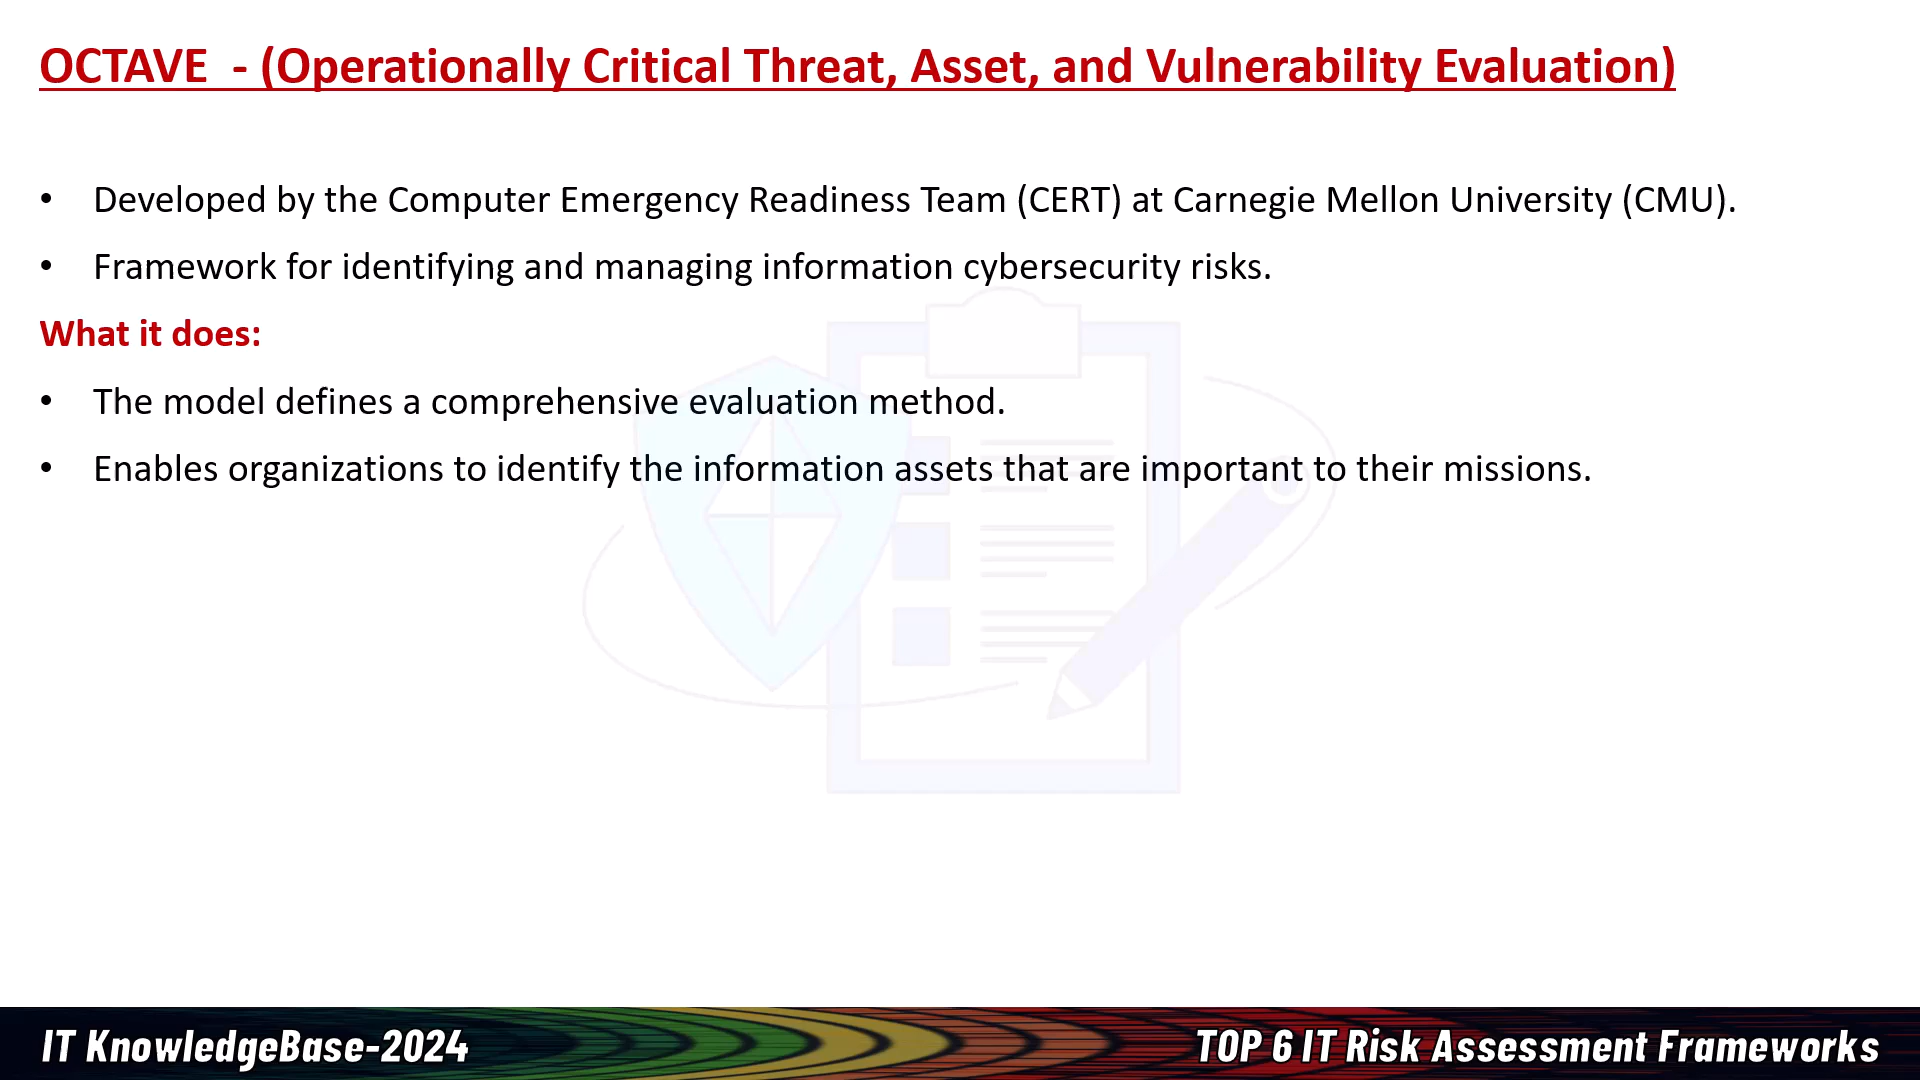 OCTAVE  - (Operationally Critical Threat, Asset, and Vulnerability Evaluation)
• Developed by the Computer Emergency Readiness Team (CERT) at Carnegie Mellon University (CMU).
• Framework for identifying and managing information cybersecurity risks.
What it does:
• The model defines a comprehensive evaluation method.
• Enables organizations to identify the information assets that are important to their missions.
IT KnowledgeBase-2024
TOP 6 IT Risk Assessment Frameworks